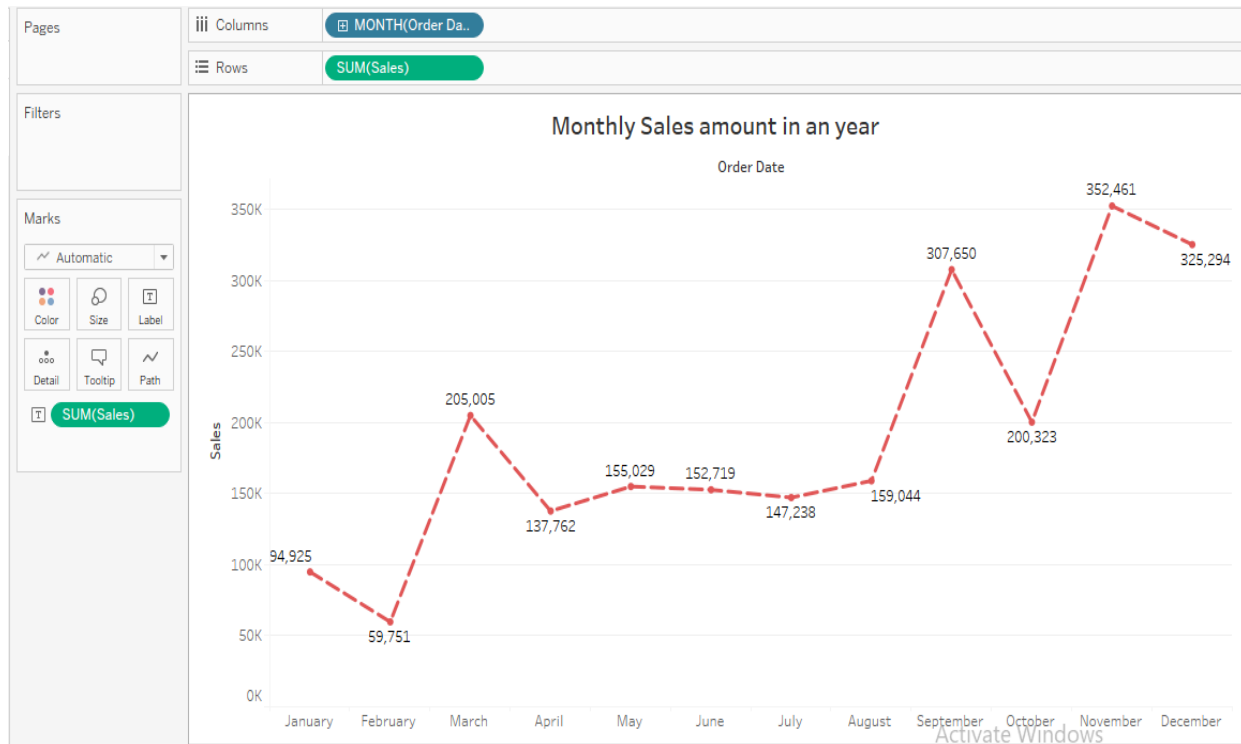 Pages
Columns
MONTH(Order Da..
Rows
SUM(Sales)
Filters
Marks
Automatic
Color
Size
Label
Detail
Tooltip
Path
SUM(Sales)
Monthly Sales amount in an year
Order Date
Sales
350K
300K
250K
200K
150K
100K
50K
0K
94,925
59,751
205,005
137,762
155,029
152,719
147,238
159,044
307,650
200,323
352,461
325,294
January February March April May June July August September October November December
Activate Windows